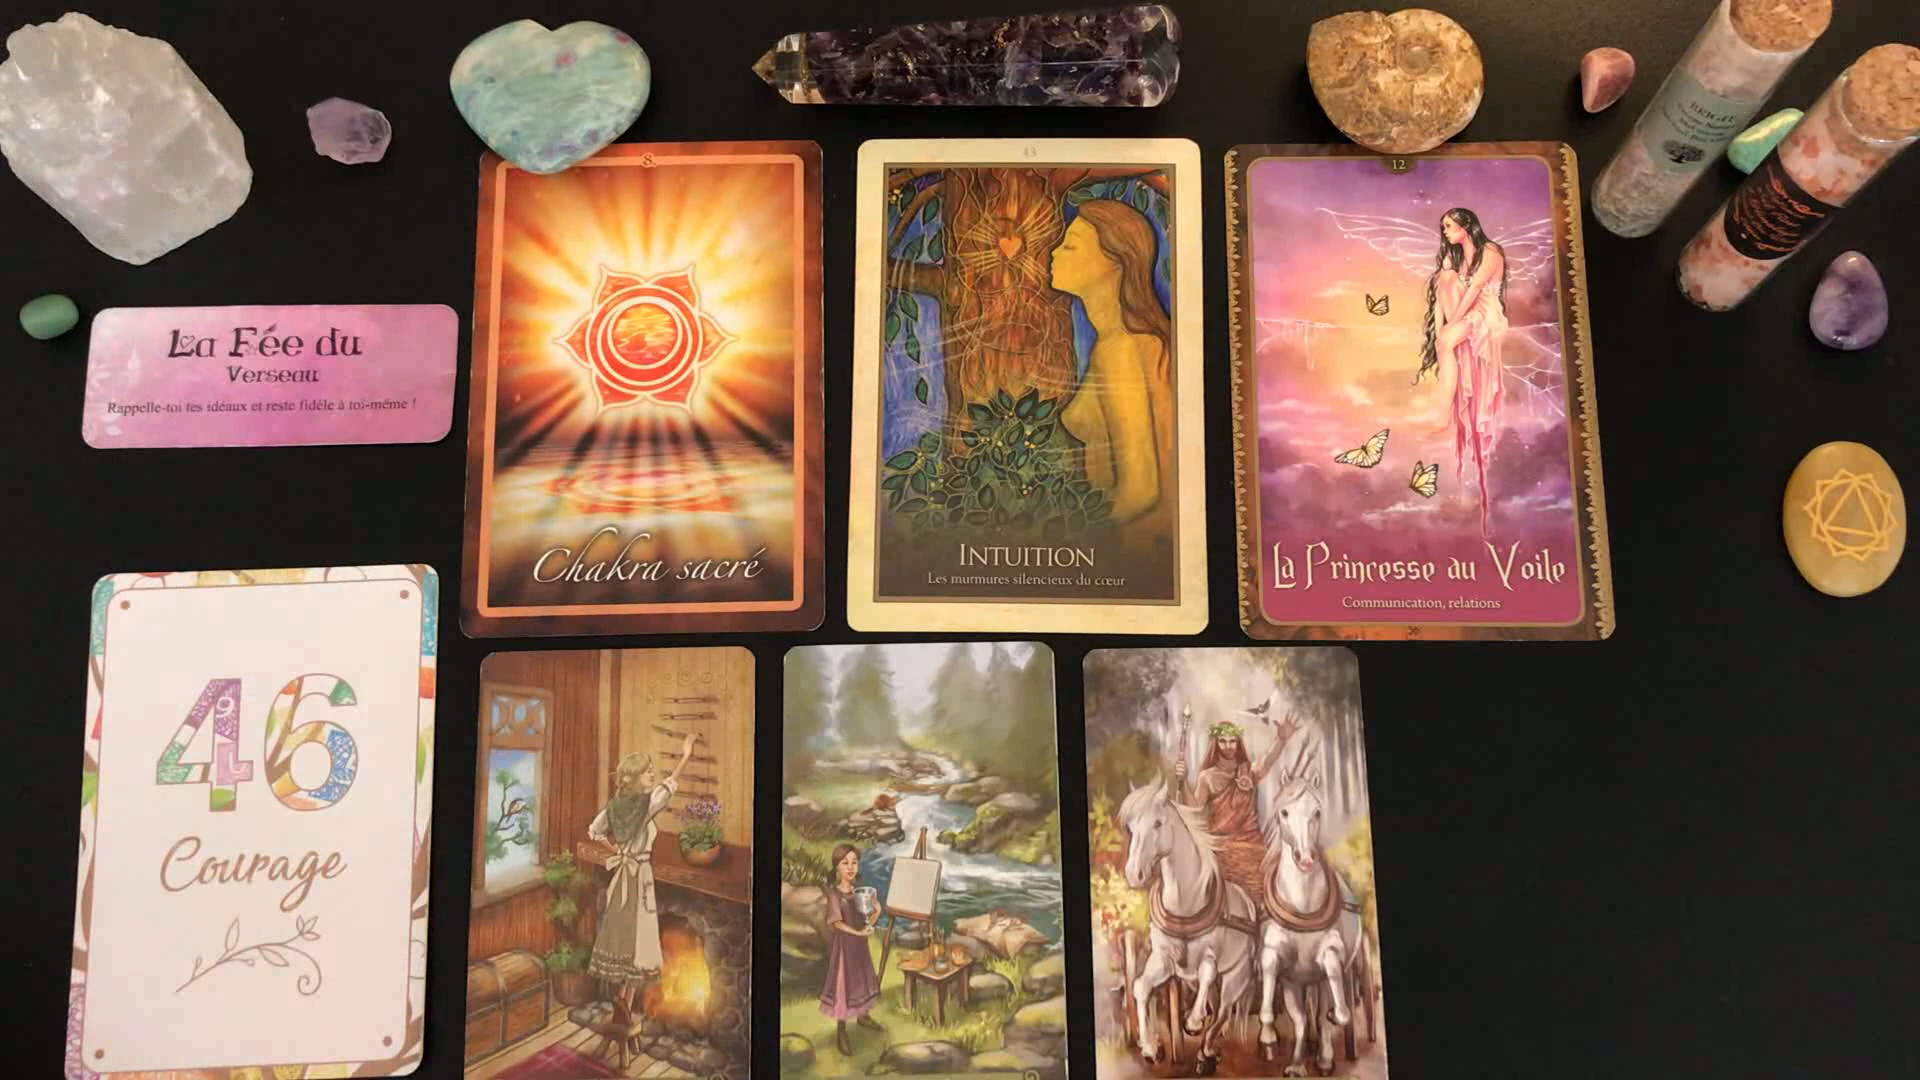 La Fée du
Verseau
Rappelle-toi tes idéaux et reste fidèle à toi-même !
8.
Chakra sacré
43
INTUITION
Les murmures silencieux du cœur
12
La Princesse au Voile
Communication, relations
46
Courage